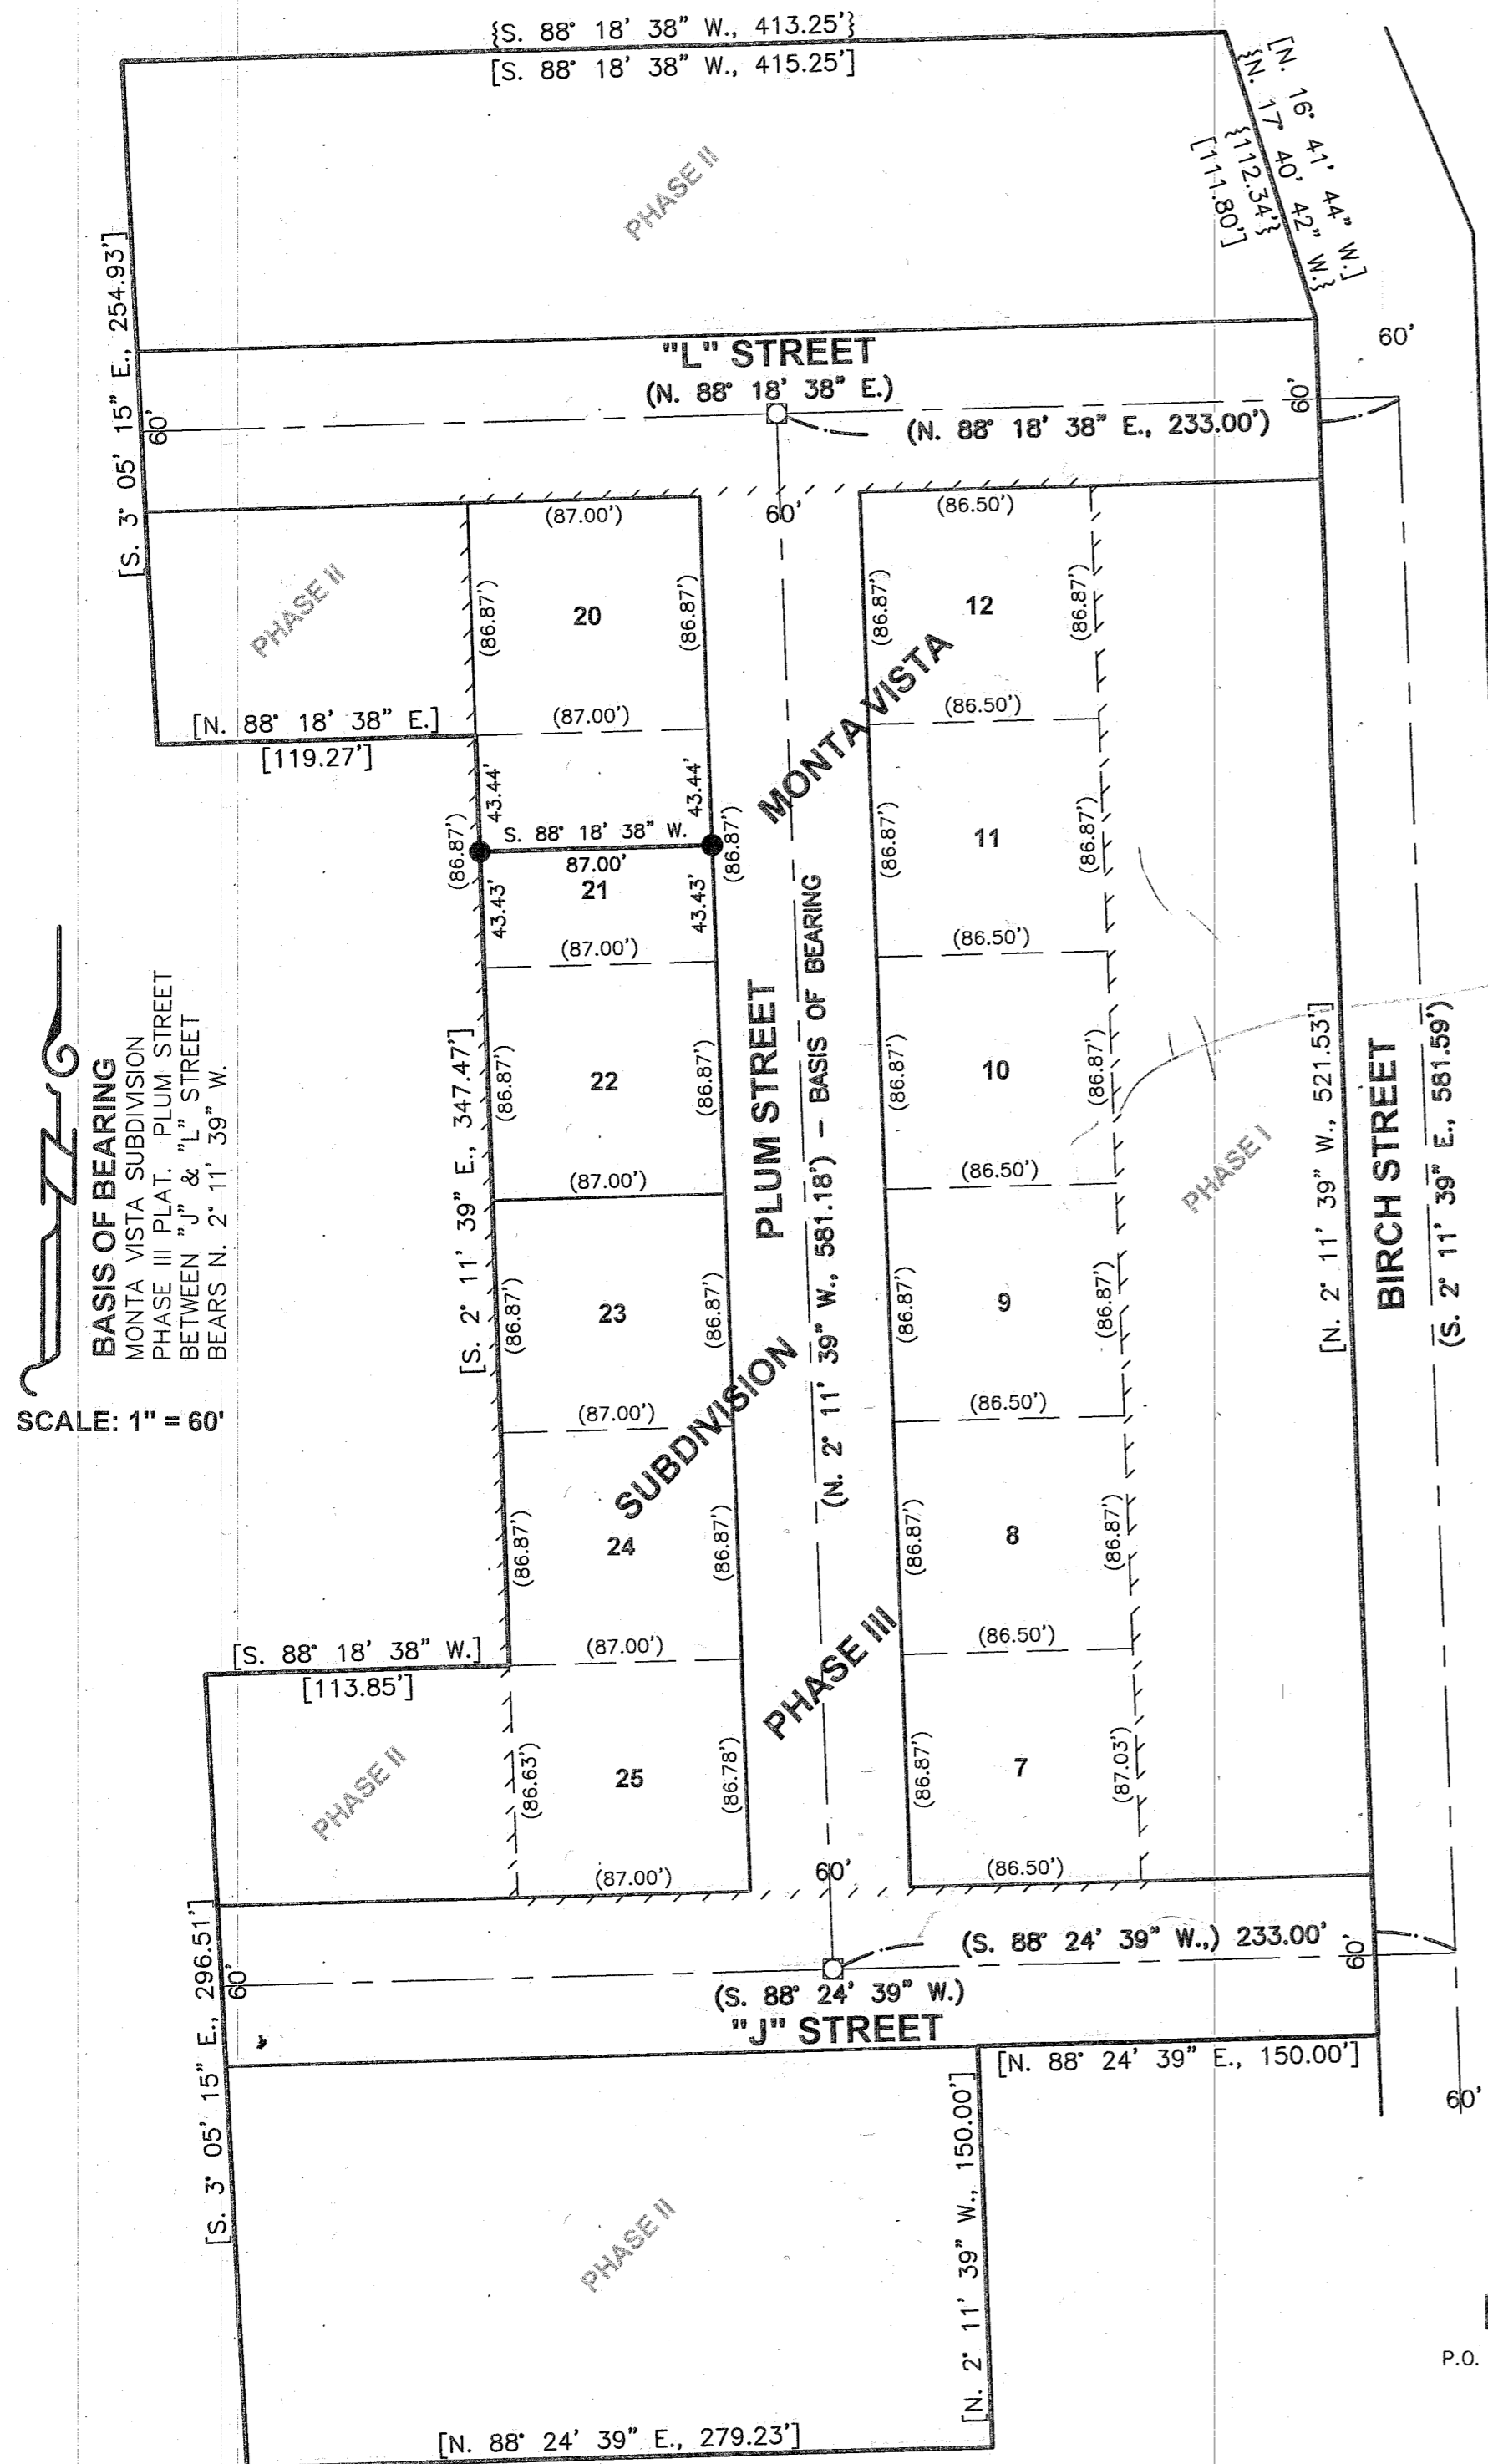 {S. 88° 18' 38" W., 413.25'}
[S. 88° 18' 38" W., 415.25']
[N. 16° 41' 44" W.]
{N. 17° 40' 42" W.}
{112.34'}
[111.80']
PHASE II
[S. 3° 05' 15" E., 254.93']
60'
"L" STREET
(N. 88° 18' 38" E.)
(N. 88° 18' 38" E., 233.00')
60'
60'
60'
(87.00')
(86.50')
PHASE II
(86.87')
20
(86.87')
(86.87')
12
(86.87')
[N. 88° 18' 38" E.]
[119.27']
(87.00')
(86.50')
MONTA VISTA
43.44'
43.44'
(86.87')
S. 88° 18' 38" W.
87.00'
(86.87')
21
43.43'
43.43'
(87.00')
(86.87')
11
(86.87')
(86.50')
BASIS OF BEARING
MONTA VISTA SUBDIVISION
PHASE III PLAT. PLUM STREET
BETWEEN "J" & "L" STREET
BEARS N. 2° 11' 39" W.
SCALE: 1" = 60'
[S. 2° 11' 39" E., 347.47']
(86.87')
22
(86.87')
(87.00')
PLUM STREET
(N. 2° 11' 39" W., 581.18') - BASIS OF BEARING
(86.87')
10
(86.87')
(86.50')
PHASE I
[N. 2° 11' 39" W., 521.53']
BIRCH STREET
(S. 2° 11' 39" E., 581.59')
(86.87')
23
(86.87')
(87.00')
SUBDIVISION
(86.87')
9
(86.87')
(86.50')
(86.87')
24
(86.87')
(87.00')
(86.87')
8
(86.87')
(86.50')
PHASE III
[S. 88° 18' 38" W.]
[113.85']
PHASE II
(86.63')
25
(86.78')
(87.00')
(86.87')
7
(87.03')
(86.50')
60'
[S. 3° 05' 15" E., 296.51']
60'
(S. 88° 24' 39" W.,) 233.00'
60'
(S. 88° 24' 39" W.)
"J" STREET
[N. 88° 24' 39" E., 150.00']
60'
[N. 2° 11' 39" W., 150.00']
PHASE II
[N. 88° 24' 39" E., 279.23']
P.O.